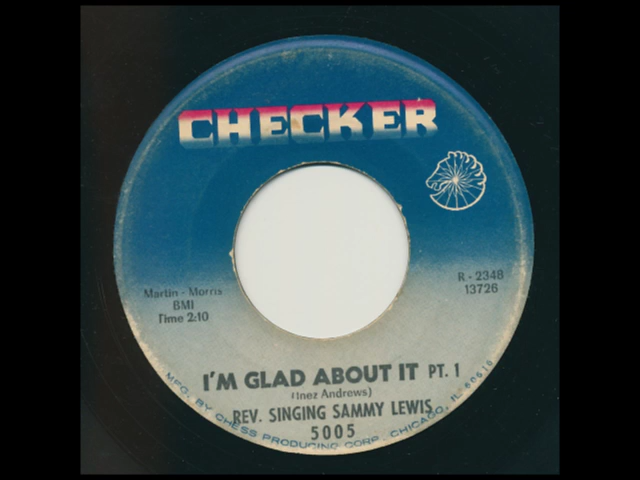 CHECKER
R - 2348
13726
Martin - Morris
BMI
Time 2:10
I'M GLAD ABOUT IT PT. 1
(Inez Andrews)
REV. SINGING SAMMY LEWIS
5005
MFG. BY CHESS PRODUCING CORP. CHICAGO, IL. 60616